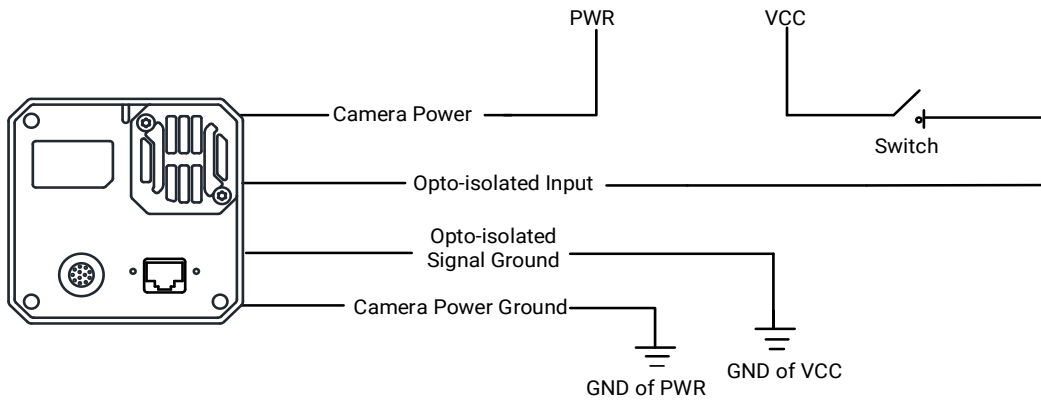 PWR
VCC
Camera Power
Switch
Opto-isolated Input
Opto-isolated
Signal Ground
Camera Power Ground
GND of VCC
GND of PWR